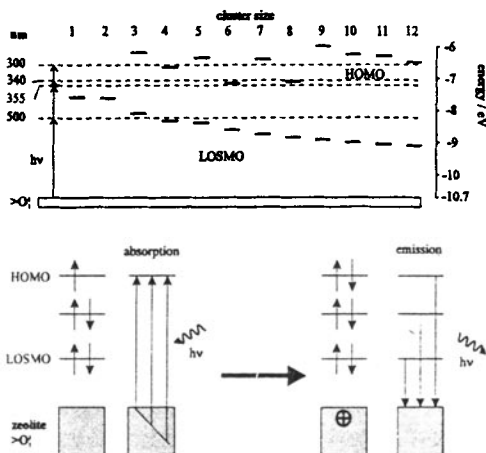 cluster size
nm 1 2 3 4 5 6 7 8 9 10 11 12
-6
300
HOMO
340
-7
355
-8
500
hν
LOSMO
-9
-10
-10.7
energy / eV
absorption
emission
HOMO
hν
hν
LOSMO
zeolite